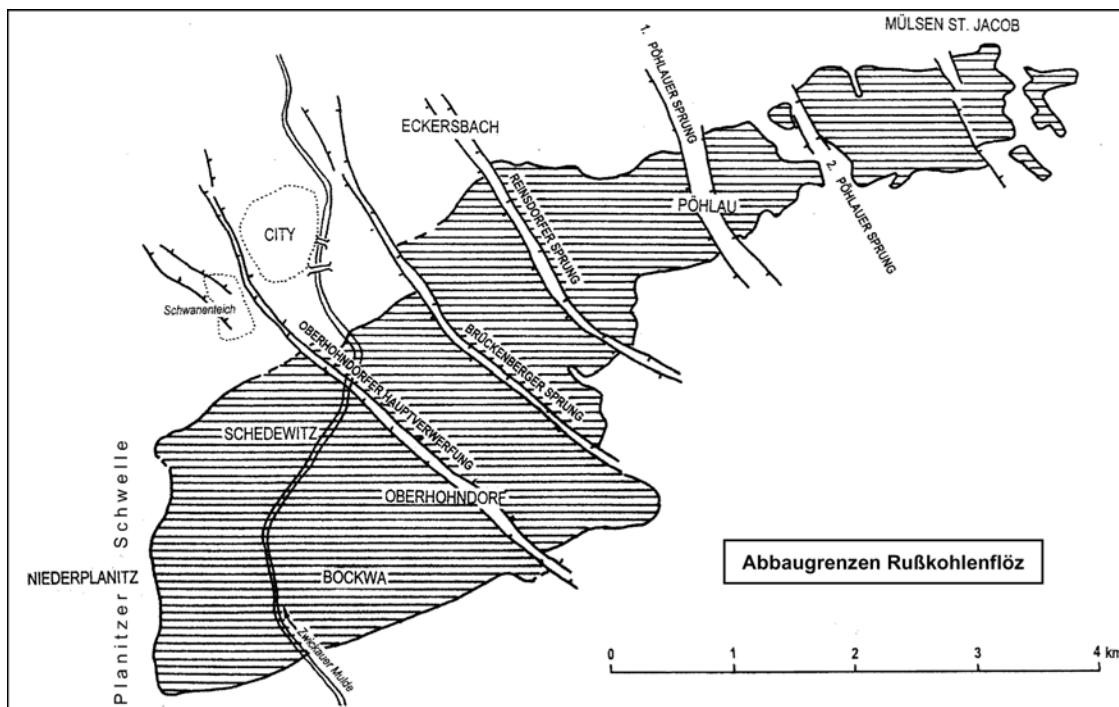 MÜLSEN ST. JACOB
1. PÖHLAUER SPRUNG
ECKERSBACH
REINSDORFER SPRUNG
PÖHLAU
2. PÖHLAUER SPRUNG
CITY
Schwanenteich
OBERHOHNDORFER HAUPTVERWERFUNG
BRÜCKENBERGER SPRUNG
SCHEDEWITZ
OBERHOHNDORF
Planitzer Schwelle
NIEDERPLANITZ
BOCKWA
Abbaugrenzen Rußkohlenflöz
Zwickauer Mulde
0 1 2 3 4 km